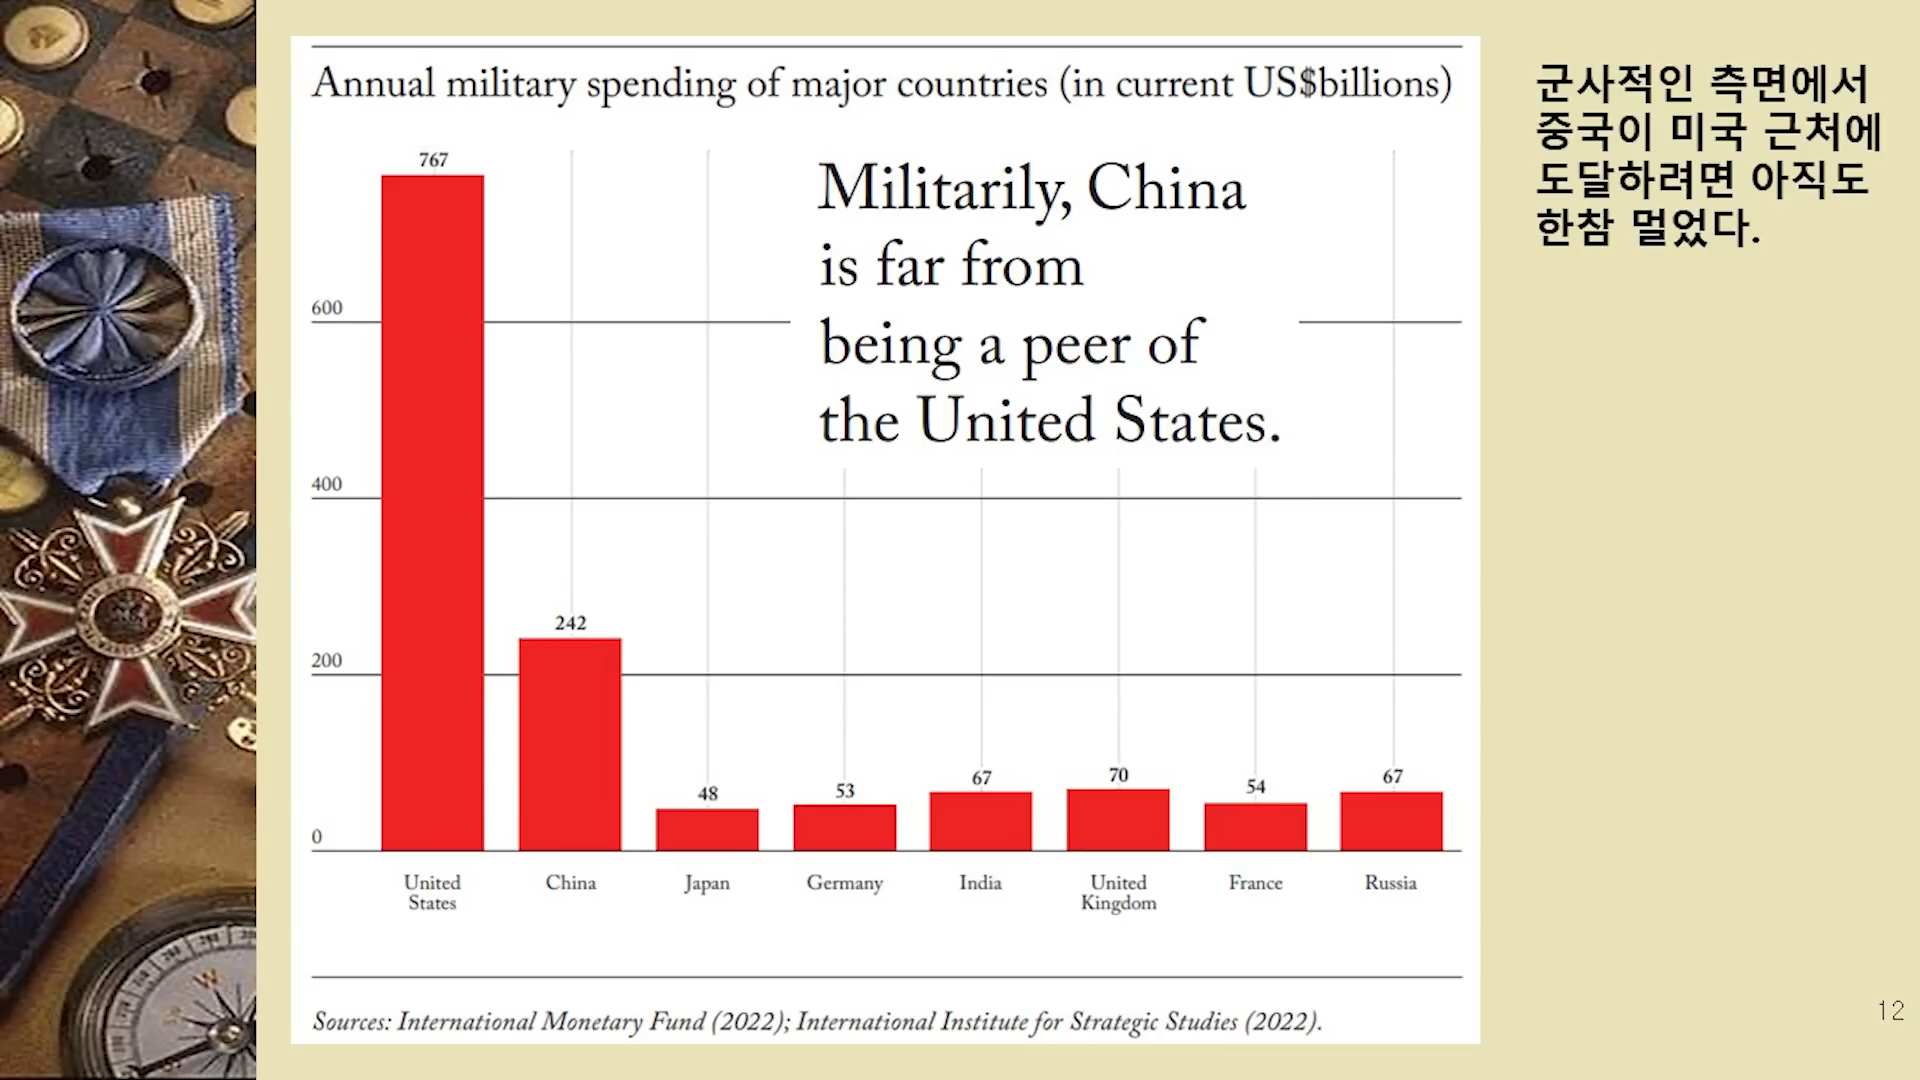 Annual military spending of major countries (in current US$billions)
Militarily, China
is far from
being a peer of
the United States.
767
600
400
242
200
48
53
67
70
54
67
0
United
States
China
Japan
Germany
India
United
Kingdom
France
Russia
Sources: International Monetary Fund (2022); International Institute for Strategic Studies (2022).
군사적인 측면에서
중국이 미국 근처에
도달하려면 아직도
한참 멀었다.
12
W